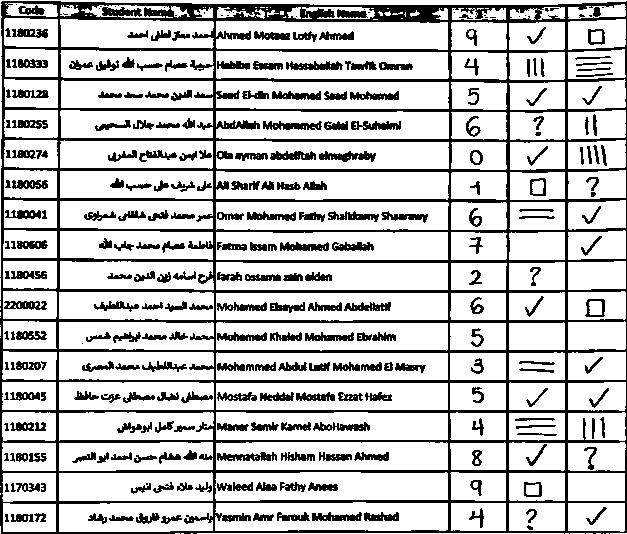 Code Student Name English Name 1 2 3
1180236 احمد معتز لطفى احمد Ahmed Motaaz Lotfy Ahmed 9 ✓ □
1180333 حبيبة عصام حسب الله توفيق عمران Habiba Essam Hassaballah Tawfik Omran 4 ||| ☰
1180128 سعد الدين محمد سعد محمد Saad El-din Mohamed Saad Mohamed 5 ✓ ✓
1180255 عبد الله محمد جلال السحيمى AbdAllah Mohammed Galal El-Suhaimi 6 ? ||
1180274 علا ايمن عبدالفتاح المغربى Ola ayman abdelftah elmaghraby 0 ✓ ||||
1180056 على شريف على حسب الله Ali Sharif Ali Hasb Allah 1 □ ?
1180041 عمر محمد فتحى Omar Mohamed Fathy Shaarawy 6 = ✓
1180606 فاطمة عصام محمد جاب الله Fatma Issam Mohamed Gaballah 7 ✓
1180456 فرح اسامه زين الدين محمد Farah ossama zain elden 2 ?
2200022 محمد السيد احمد عبداللطيف Mohamed Elsayed Ahmed Abdellatif 6 ✓ □
1180552 محمد خالد محمد ابراهيم شمس Mohamed Khaled Mohamed Ebrahim 5
1180207 محمد عبداللطيف محمد المصرى Mohammed Abdul Latif Mohamed El Masry 3 = ✓
1180045 مصطفى نضال مصطفى عزت حافظ Mostafa Neddal Mostafa Ezzat Hafez 5 ✓ ✓
1180212 منار سمير كامل ابوهواش Manar Samir Kamel AboHawash 4 ☰ |||
1180155 منه الله هشام حسن احمد ابو النصر Mennatallah Hisham Hassan Ahmed 8 ✓ ?
1170343 وليد علاء فتحى انيس Waleed Alaa Fathy Anees 9 □
1180172 ياسمين عمرو فاروق محمد رشاد Yasmin Amr Farouk Mohamed Rashad 4 ? ✓